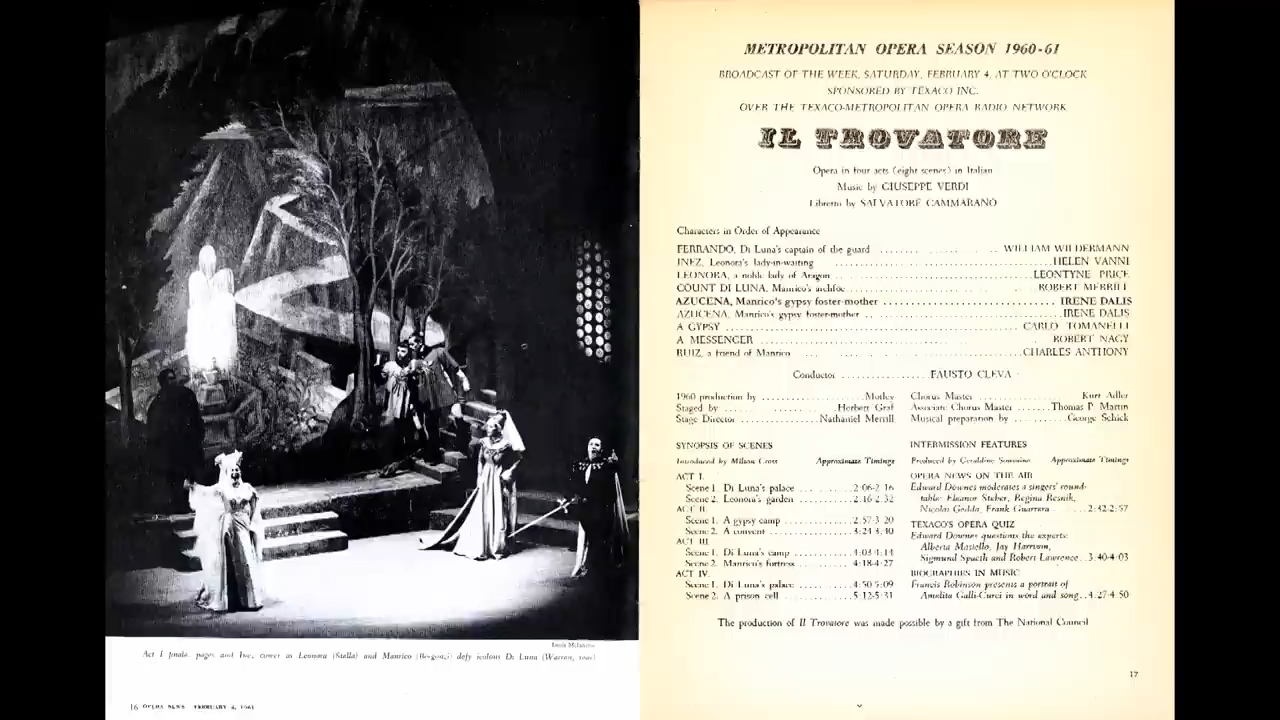 Louis Mélançon
Act I finale: pages and Inez cower as Leonora (Stella) and Manrico (Bergonzi) defy jealous Di Luna (Warren, rear)
16 OPERA NEWS FEBRUARY 4, 1961
METROPOLITAN OPERA SEASON 1960-61
BROADCAST OF THE WEEK, SATURDAY, FEBRUARY 4, AT TWO O'CLOCK
SPONSORED BY TEXACO INC.
OVER THE TEXACO-METROPOLITAN OPERA RADIO NETWORK
IL TROVATORE
Opera in four acts (eight scenes) in Italian
Music by GIUSEPPE VERDI
Libretto by SALVATORE CAMMARANO
Characters in Order of Appearance
FERRANDO, Di Luna's captain of the guard .......... WILLIAM WILDERMANN
INEZ, Leonora's lady-in-waiting .......... HELEN VANNI
LEONORA, a noble lady of Aragon .......... LEONTYNE PRICE
COUNT DI LUNA, Manrico's archfoe .......... ROBERT MERRILL
AZUCENA, Manrico's gypsy foster-mother .......... IRENE DALIS
AZUCENA, Manrico's gypsy foster-mother .......... IRENE DALIS
A GYPSY .......... CARLO TOMANELLI
A MESSENGER .......... ROBERT NAGY
RUIZ, a friend of Manrico .......... CHARLES ANTHONY
Conductor .......... FAUSTO CLEVA
1960 production by .......... Motley
Staged by .......... Herbert Graf
Stage Director .......... Nathaniel Merrill
Chorus Master .......... Kurt Adler
Associate Chorus Master .......... Thomas P. Martin
Musical preparation by .......... George Schick
SYNOPSIS OF SCENES
Introduced by Milton Cross Approximate Timings
ACT I.
Scene 1. Di Luna's palace .......... 2:06-2:16
Scene 2. Leonora's garden .......... 2:16-2:32
ACT II.
Scene 1. A gypsy camp .......... 2:57-3:20
Scene 2. A convent .......... 3:24-3:40
ACT III.
Scene 1. Di Luna's camp .......... 4:03-4:14
Scene 2. Manrico's fortress .......... 4:18-4:27
ACT IV.
Scene 1. Di Luna's palace .......... 4:50-5:09
Scene 2. A prison cell .......... 5:12-5:31
INTERMISSION FEATURES
Produced by Geraldine Souvaine Approximate Timings
OPERA NEWS ON THE AIR
Edward Downes moderates a singers' round-
table: Eleanor Steber, Regina Resnik,
Nicolai Gedda, Frank Guarrera .......... 2:32-2:57
TEXACO'S OPERA QUIZ
Edward Downes questions the experts:
Alberta Masiello, Jay Harrison,
Sigmund Spaeth and Robert Lawrence .. 3:40-4:03
BIOGRAPHIES IN MUSIC
Francis Robinson presents a portrait of
Amelita Galli-Curci in word and song .. 4:27-4:50
The production of Il Trovatore was made possible by a gift from The National Council
17